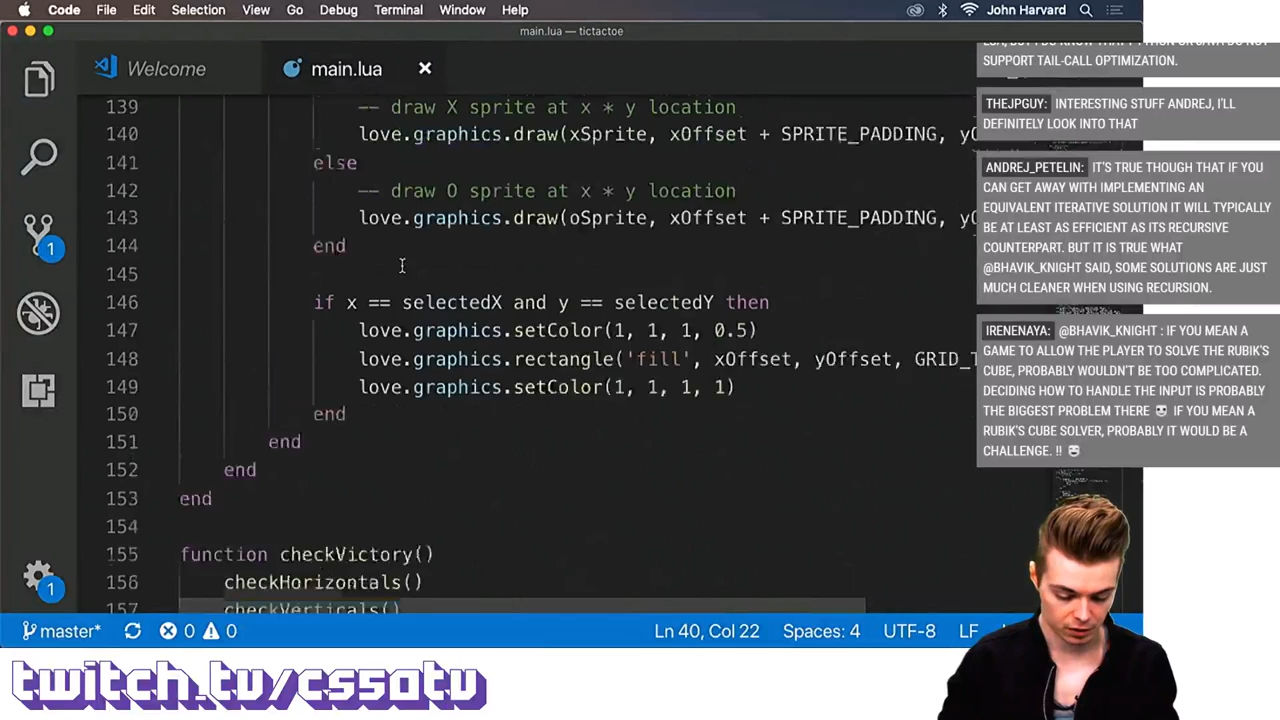 Code File Edit Selection View Go Debug Terminal Window Help John Harvard
main.lua — tictactoe
Welcome main.lua
139 -- draw X sprite at x * y location
140 love.graphics.draw(xSprite, xOffset + SPRITE_PADDING,
141 else
142 -- draw O sprite at x * y location
143 love.graphics.draw(oSprite, xOffset + SPRITE_PADDING,
144 end
145
146 if x == selectedX and y == selectedY then
147 love.graphics.setColor(1, 1, 1, 0.5)
148 love.graphics.rectangle('fill', xOffset, yOffset,
149 love.graphics.setColor(1, 1, 1, 1)
150 end
151 end
152 end
153 end
154
155 function checkVictory()
156 checkHorizontals()
157 checkVerticals()
1
1
master* 0 0 Ln 40, Col 22 Spaces: 4 UTF-8 LF
SUPPORT TAIL-CALL OPTIMIZATION.
THEJPGUY: INTERESTING STUFF ANDREJ, I'LL
DEFINITELY LOOK INTO THAT
ANDREJ_PETELIN: IT'S TRUE THOUGH THAT IF YOU
CAN GET AWAY WITH IMPLEMENTING AN
EQUIVALENT ITERATIVE SOLUTION IT WILL TYPICALLY
BE AT LEAST AS EFFICIENT AS ITS RECURSIVE
COUNTERPART. BUT IT IS TRUE WHAT
@BHAVIK_KNIGHT SAID, SOME SOLUTIONS ARE JUST
MUCH CLEANER WHEN USING RECURSION.
IRENENAYA: @BHAVIK_KNIGHT : IF YOU MEAN A
GAME TO ALLOW THE PLAYER TO SOLVE THE RUBIK'S
CUBE, PROBABLY WOULDN'T BE TOO COMPLICATED.
DECIDING HOW TO HANDLE THE INPUT IS PROBABLY
THE BIGGEST PROBLEM THERE IF YOU MEAN A
RUBIK'S CUBE SOLVER, PROBABLY IT WOULD BE A
CHALLENGE. !!
twitch.tv/cs50tv